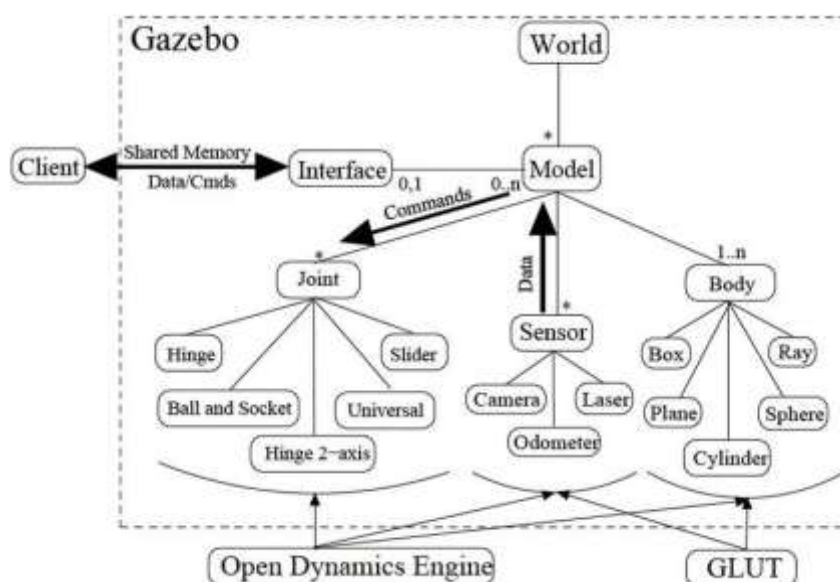 Gazebo
World
*
Client
Shared Memory
Data/Cmds
Interface
0,1
0..n
Model
Commands
Data
*
Joint
*
Sensor
1..n
Body
Hinge
Slider
Ball and Socket
Universal
Hinge 2-axis
Camera
Laser
Odometer
Box
Ray
Plane
Sphere
Cylinder
Open Dynamics Engine
GLUT